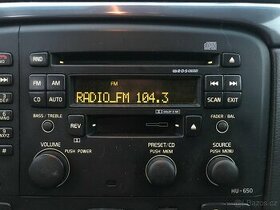 RND
FM
FM
AM
CD
AUTO
RADIO_FM 104.3
SCAN
EXIT
BASS / TREBLE
REV
FADER / BAL
VOLUME
PUSH POWER
PRESET/CD
PUSH MENU
SOURCE
PUSH MENU
HU-650